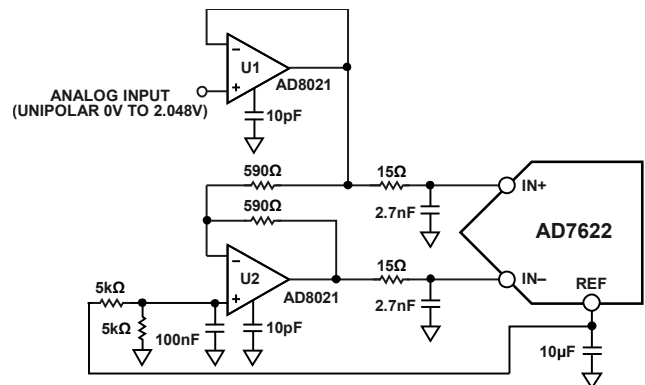 U1
AD8021
ANALOG INPUT
(UNIPOLAR 0V TO 2.048V)
10pF
590Ω
15Ω
IN+
590Ω
2.7nF
AD7622
U2
15Ω
IN–
5kΩ
AD8021
REF
5kΩ
100nF
10pF
2.7nF
10µF